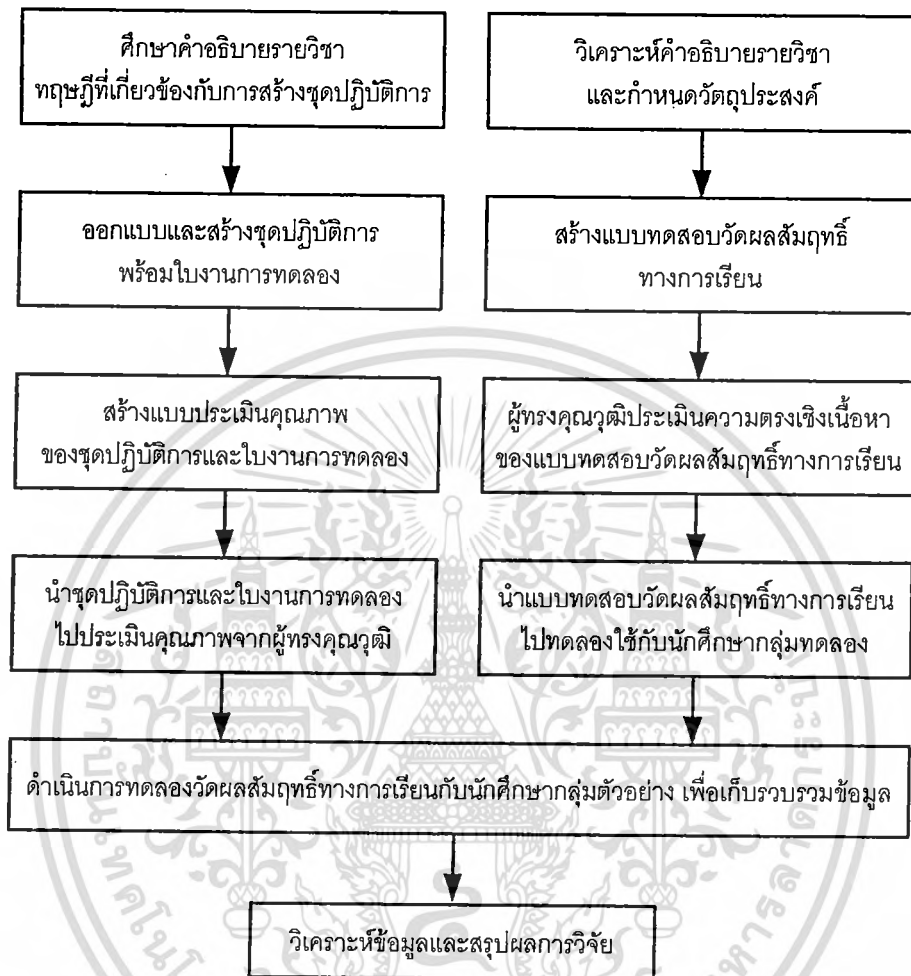 ศึกษาคำอธิบายรายวิชา
ทฤษฎีที่เกี่ยวข้องกับการสร้างชุดปฏิบัติการ
ออกแบบและสร้างชุดปฏิบัติการ
พร้อมใบงานการทดลอง
สร้างแบบประเมินคุณภาพ
ของชุดปฏิบัติการและใบงานการทดลอง
นำชุดปฏิบัติการและใบงานการทดลอง
ไปประเมินคุณภาพจากผู้ทรงคุณวุฒิ
วิเคราะห์คำอธิบายรายวิชา
และกำหนดวัตถุประสงค์
สร้างแบบทดสอบวัดผลสัมฤทธิ์
ทางการเรียน
ผู้ทรงคุณวุฒิประเมินความตรงเชิงเนื้อหา
ของแบบทดสอบวัดผลสัมฤทธิ์ทางการเรียน
นำแบบทดสอบวัดผลสัมฤทธิ์ทางการเรียน
ไปทดลองใช้กับนักศึกษากลุ่มทดลอง
ดำเนินการทดลองวัดผลสัมฤทธิ์ทางการเรียนกับนักศึกษากลุ่มตัวอย่าง เพื่อเก็บรวบรวมข้อมูล
วิเคราะห์ข้อมูลและสรุปผลการวิจัย